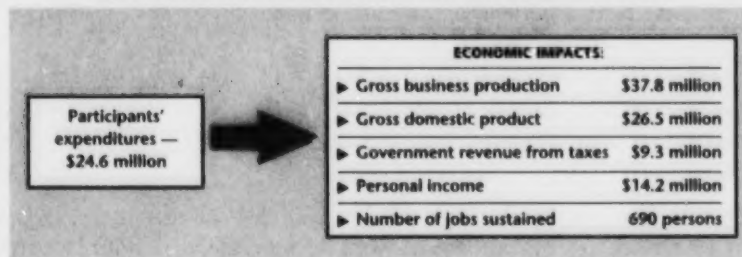 Participants'
expenditures —
$24.6 million
ECONOMIC IMPACTS:
▶ Gross business production $37.8 million
▶ Gross domestic product $26.5 million
▶ Government revenue from taxes $9.3 million
▶ Personal income $14.2 million
▶ Number of jobs sustained 690 persons